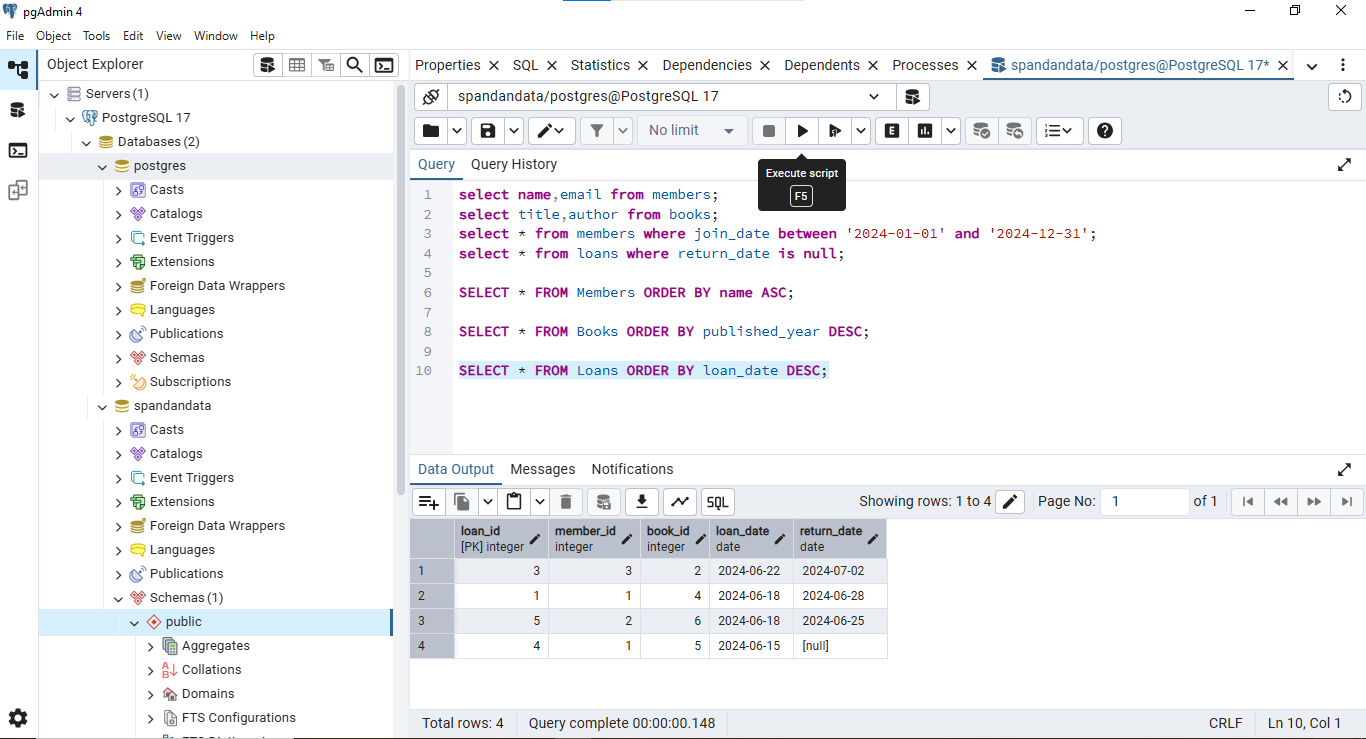 pgAdmin 4
File Object Tools Edit View Window Help
Object Explorer
Properties SQL Statistics Dependencies Dependents Processes spandandata/postgres@PostgreSQL 17*
Servers (1)
PostgreSQL 17
Databases (2)
postgres
Casts
Catalogs
Event Triggers
Extensions
Foreign Data Wrappers
Languages
Publications
Schemas
Subscriptions
spandandata
Casts
Catalogs
Event Triggers
Extensions
Foreign Data Wrappers
Languages
Publications
Schemas (1)
public
Aggregates
Collations
Domains
FTS Configurations
spandandata/postgres@PostgreSQL 17
No limit
E
Query Query History
Execute script
F5
1 select name,email from members;
2 select title,author from books;
3 select * from members where join_date between '2024-01-01' and '2024-12-31';
4 select * from loans where return_date is null;
5
6 SELECT * FROM Members ORDER BY name ASC;
7
8 SELECT * FROM Books ORDER BY published_year DESC;
9
10 SELECT * FROM Loans ORDER BY loan_date DESC;
Data Output Messages Notifications
SQL Showing rows: 1 to 4 Page No: 1 of 1
loan_id member_id book_id loan_date return_date
[PK] integer integer integer date date
1 3 3 2 2024-06-22 2024-07-02
2 1 1 4 2024-06-18 2024-06-28
3 5 2 6 2024-06-18 2024-06-25
4 4 1 5 2024-06-15 [null]
Total rows: 4 Query complete 00:00:00.148 CRLF Ln 10, Col 1